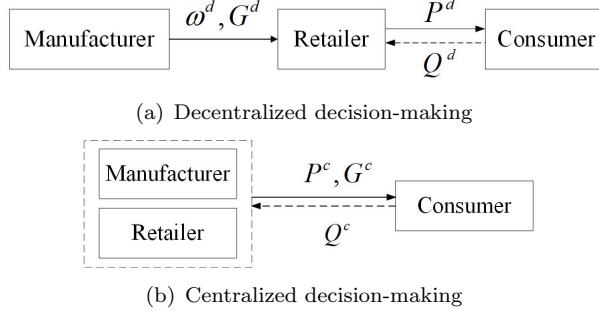 ω^d, G^d
P^d
Manufacturer
Retailer
Consumer
Q^d
(a) Decentralized decision-making
Manufacturer
P^c, G^c
Consumer
Retailer
Q^c
(b) Centralized decision-making